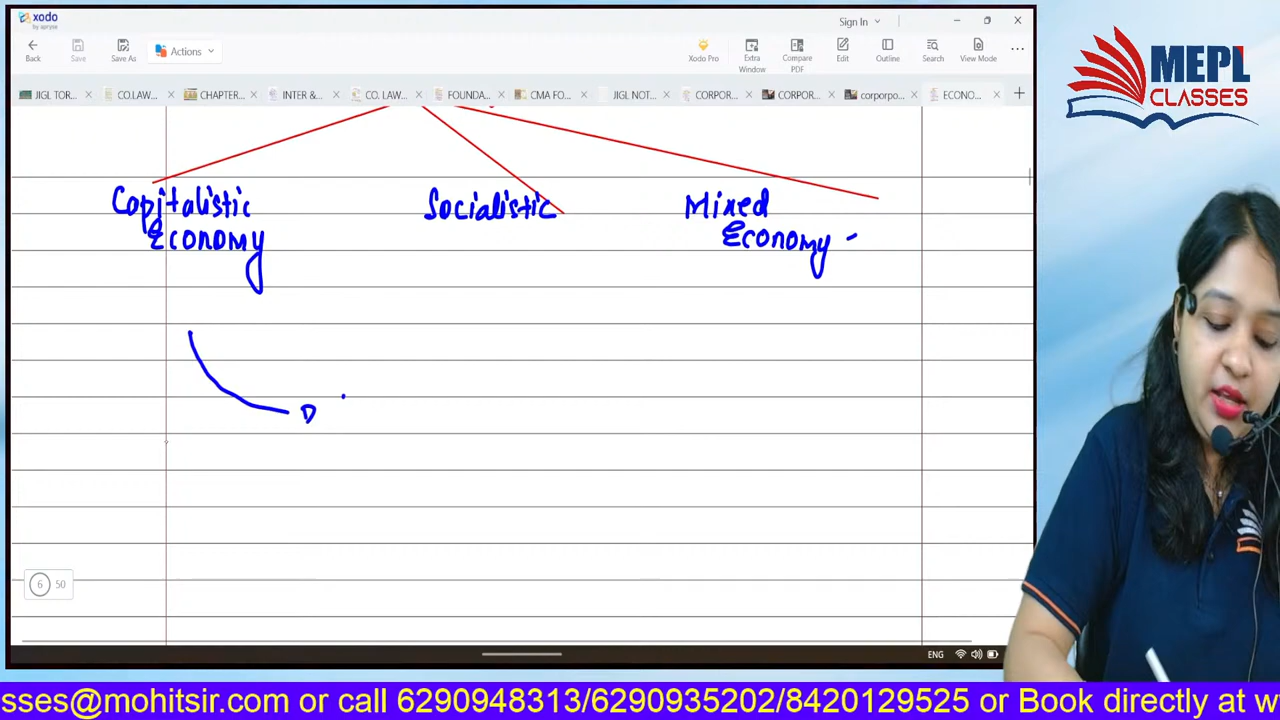 xodo
by apryse
Sign In
Back
Save
Save As
Actions
Xodo Pro
Extra Window
Compare PDF
Edit
Outline
Search
View Mode
JIGL TOR...
CO.LAW...
CHAPTER...
INTER &...
CO. LAW...
FOUNDA...
CMA FO...
JIGL NOT...
CORPOR...
CORPOR...
corporpo...
ECONO...
MEPL
CLASSES
Capitalistic
Economy
Socialistic
Mixed
Economy -
D
6 50
ENG
sses@mohitsir.com or call 6290948313/6290935202/8420129525 or Book directly at w